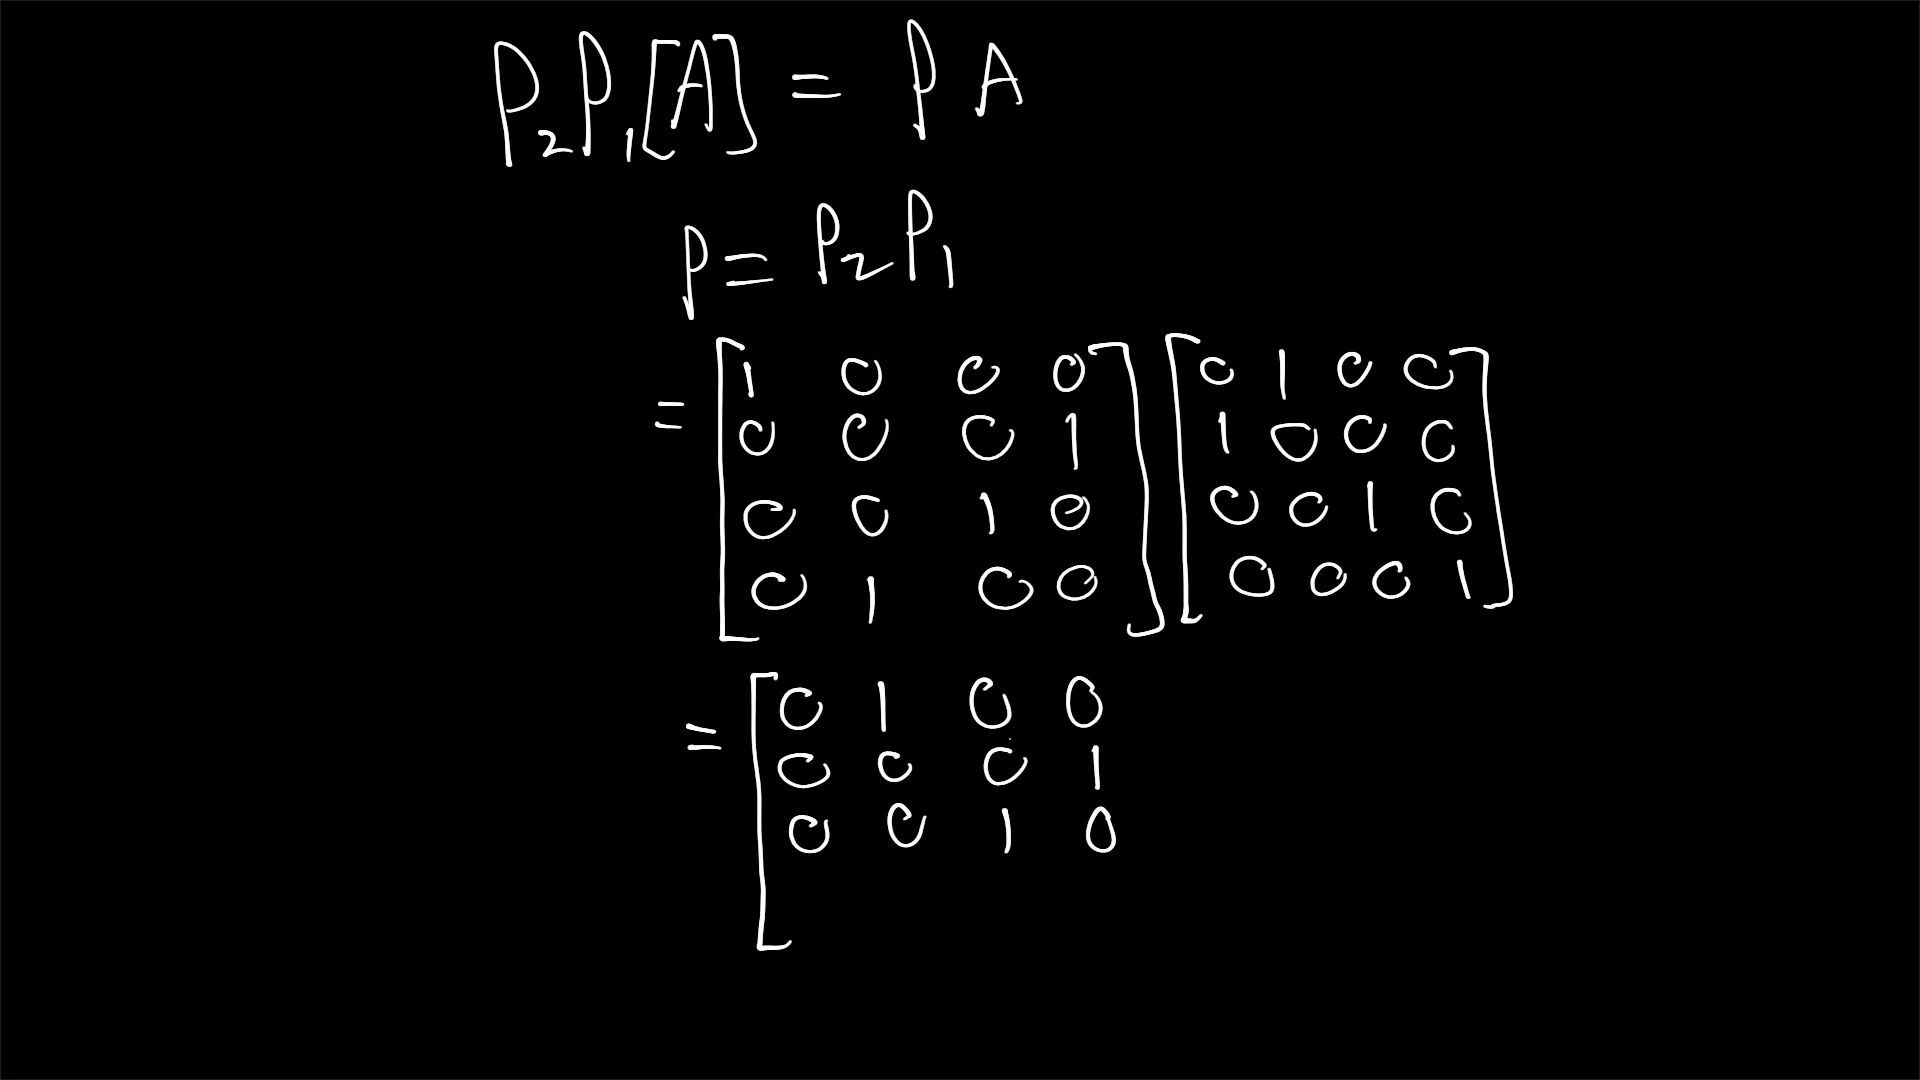 P₂P₁[A] = PA
P = P₂P₁
= [1 0 0 0] [0 1 0 0]
[0 0 0 1] [1 0 0 0]
[0 0 1 0] [0 0 1 0]
[0 1 0 0] [0 0 0 1]
= [0 1 0 0
0 0 0 1
0 0 1 0